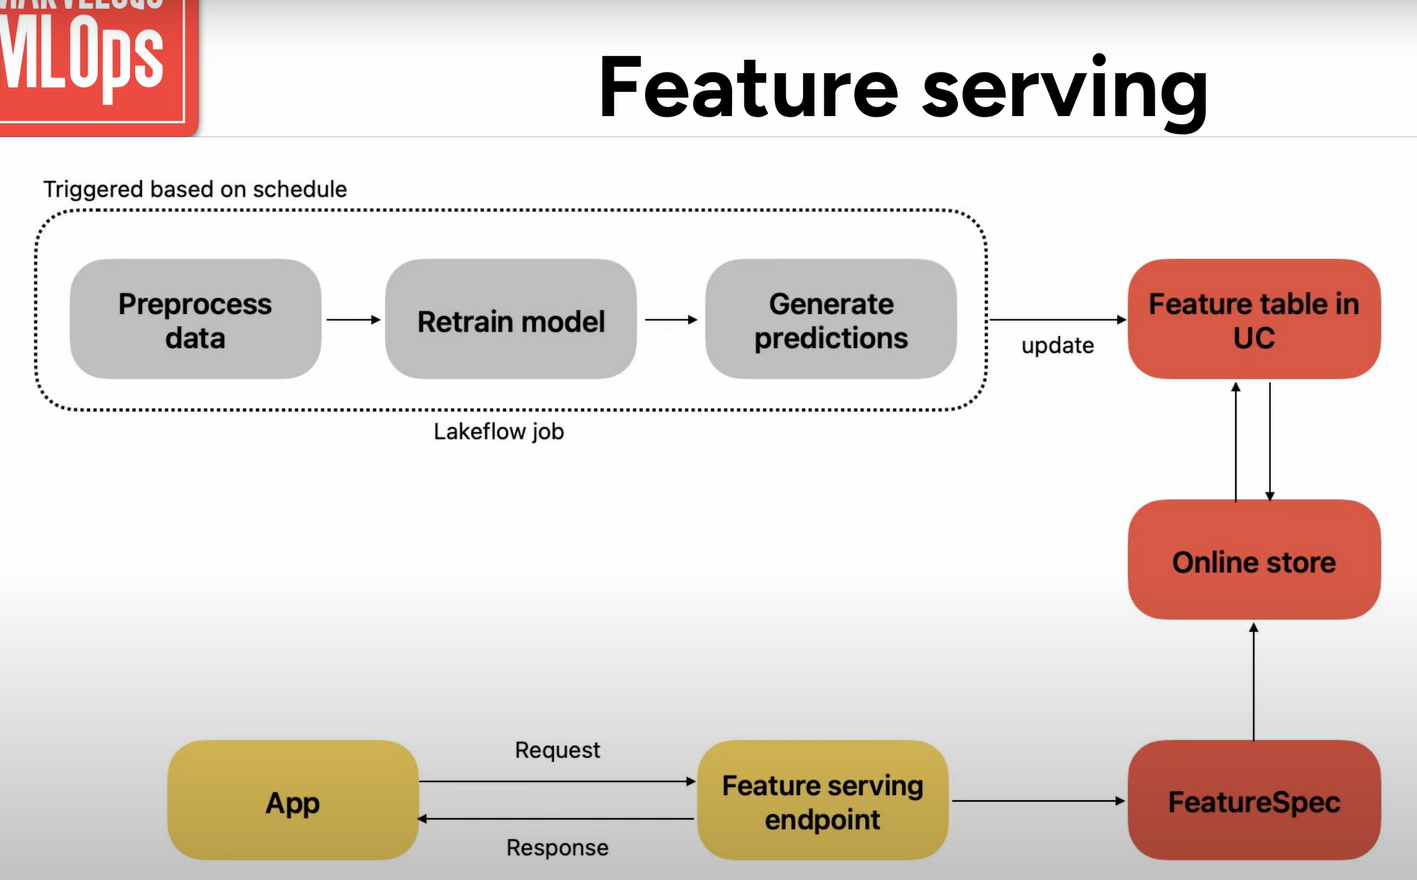 MARVELOUS
MLOps
Feature serving
Triggered based on schedule
Preprocess
data
Retrain model
Generate
predictions
update
Feature table in
UC
Lakeflow job
Online store
Request
App
Feature serving
endpoint
FeatureSpec
Response